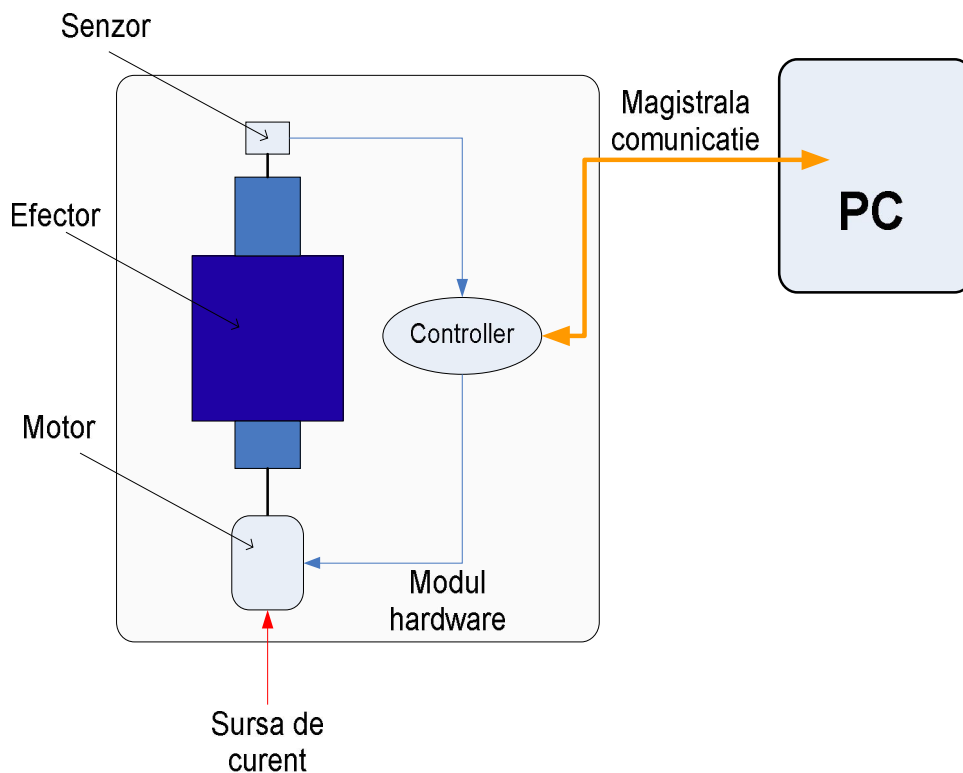 Senzor
Magistrala
comunicatie
PC
Efector
Controller
Motor
Modul
hardware
Sursa de
curent